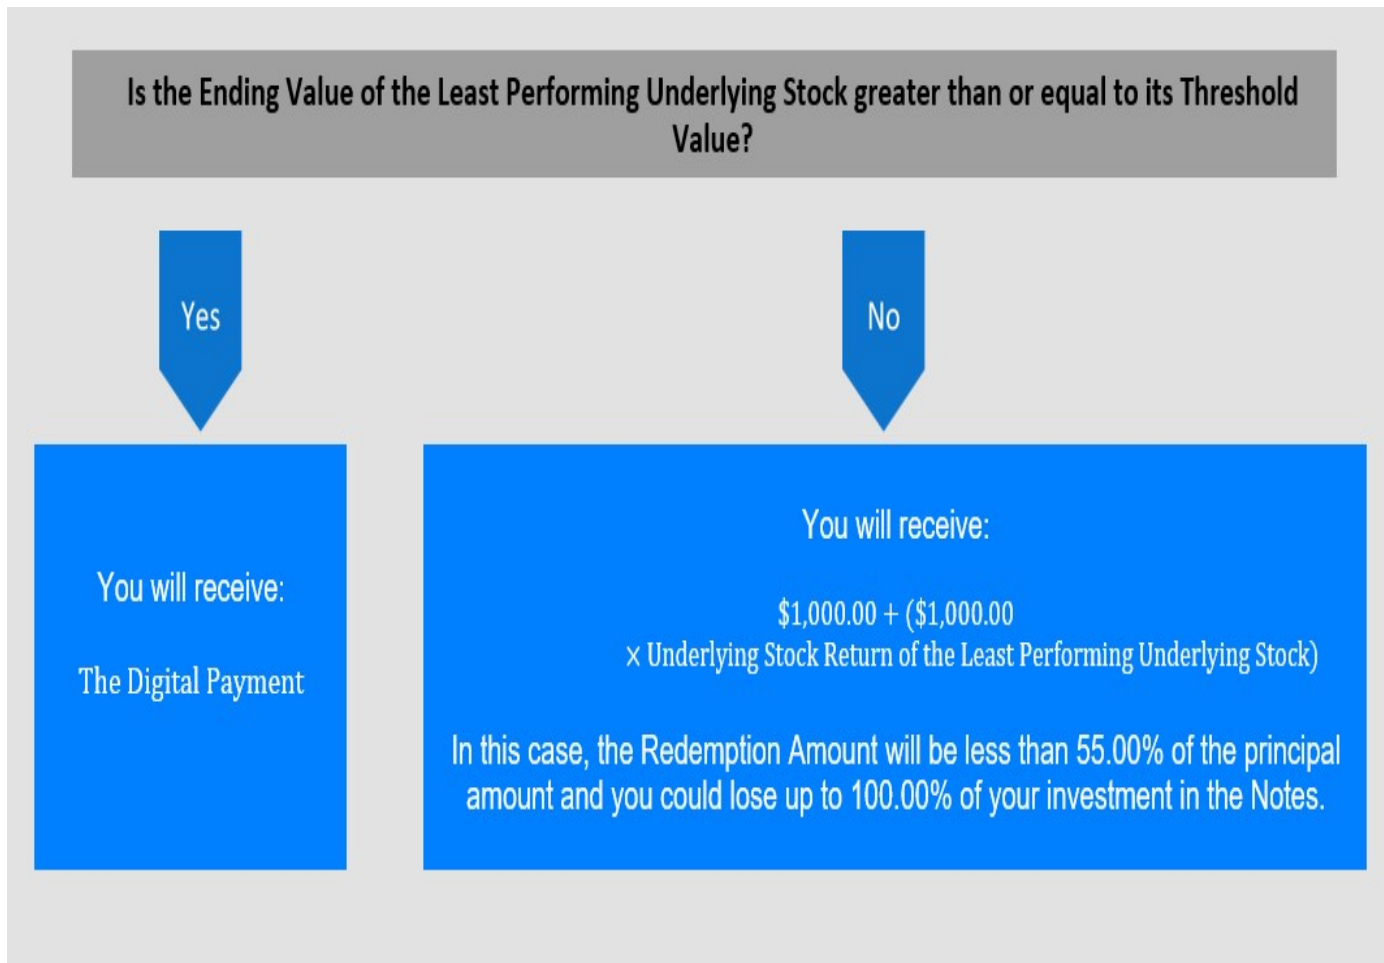 Is the Ending Value of the Least Performing Underlying Stock greater than or equal to its Threshold
Value?
Yes
No
You will receive:
The Digital Payment
You will receive:
$1,000.00 + ($1,000.00
× Underlying Stock Return of the Least Performing Underlying Stock)
In this case, the Redemption Amount will be less than 55.00% of the principal
amount and you could lose up to 100.00% of your investment in the Notes.